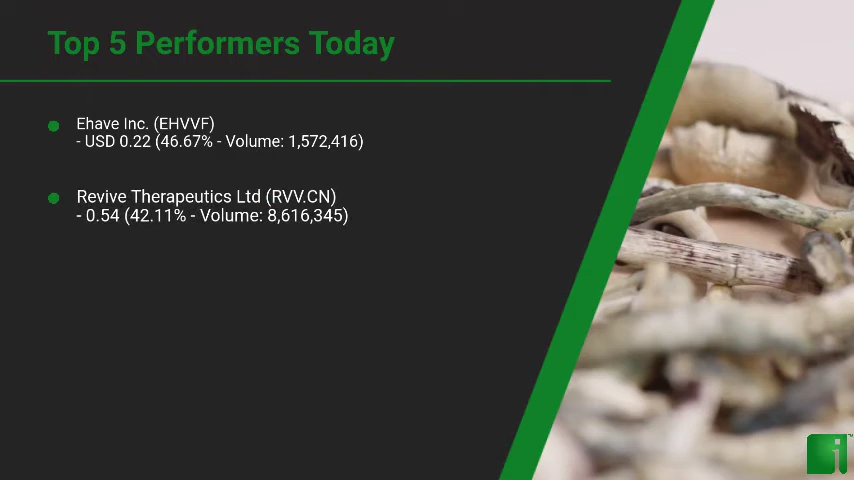 Top 5 Performers Today
Ehave Inc. (EHVVF)
- USD 0.22 (46.67% - Volume: 1,572,416)
Revive Therapeutics Ltd (RVV.CN)
- 0.54 (42.11% - Volume: 8,616,345)
i